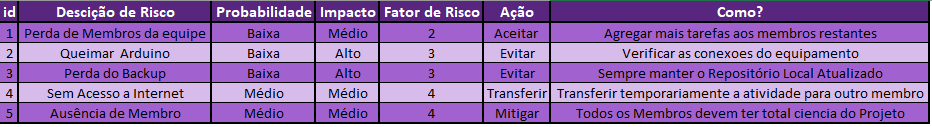 id Descição de Risco Probabilidade Impacto Fator de Risco Ação Como?
1 Perda de Membros da equipe Baixa Médio 2 Aceitar Agregar mais tarefas aos membros restantes
2 Queimar Arduino Baixa Alto 3 Evitar Verificar as conexoes do equipamento
3 Perda do Backup Baixa Alto 3 Evitar Sempre manter o Repositório Local Atualizado
4 Sem Acesso a Internet Médio Médio 4 Transferir Transferir temporariamente a atividade para outro membro
5 Ausência de Membro Médio Médio 4 Mitigar Todos os Membros devem ter total ciencia do Projeto